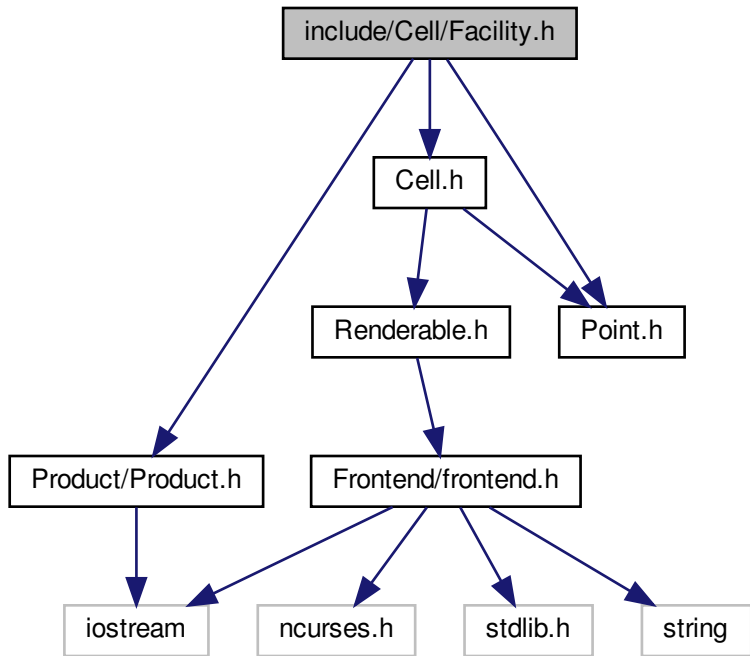 include/Cell/Facility.h
Cell.h
Renderable.h
Point.h
Product/Product.h
Frontend/frontend.h
iostream
ncurses.h
stdlib.h
string